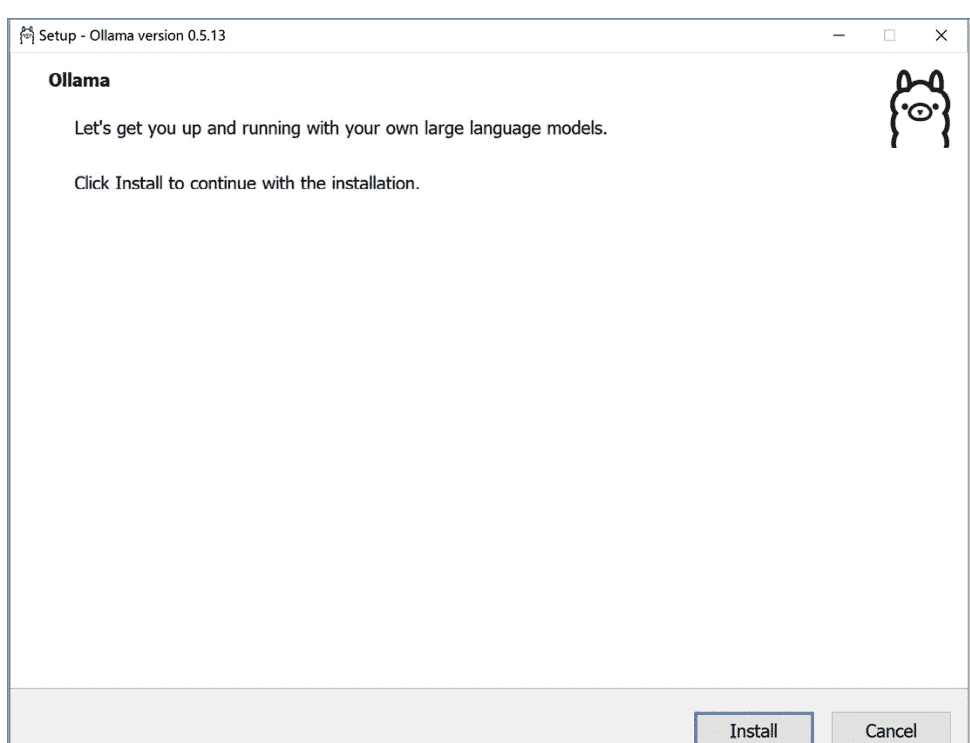 Setup - Ollama version 0.5.13
Ollama
Let's get you up and running with your own large language models.
Click Install to continue with the installation.
Install Cancel